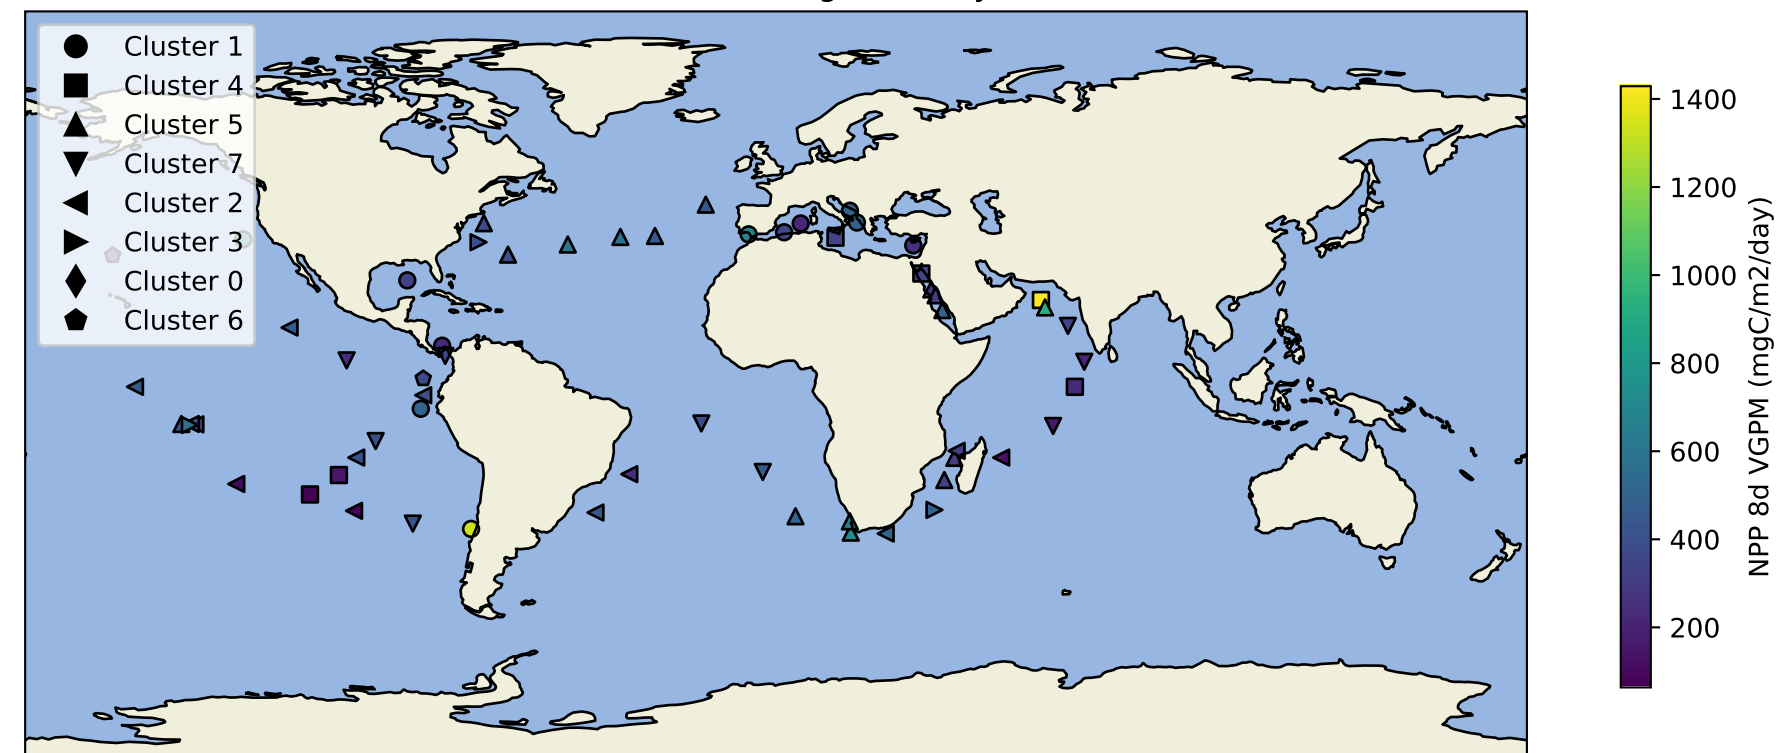 Cluster 1
Cluster 4
Cluster 5
Cluster 7
Cluster 2
Cluster 3
Cluster 0
Cluster 6
1400
1200
1000
800
600
400
200
NPP 8d VGPM (mgC/m2/day)